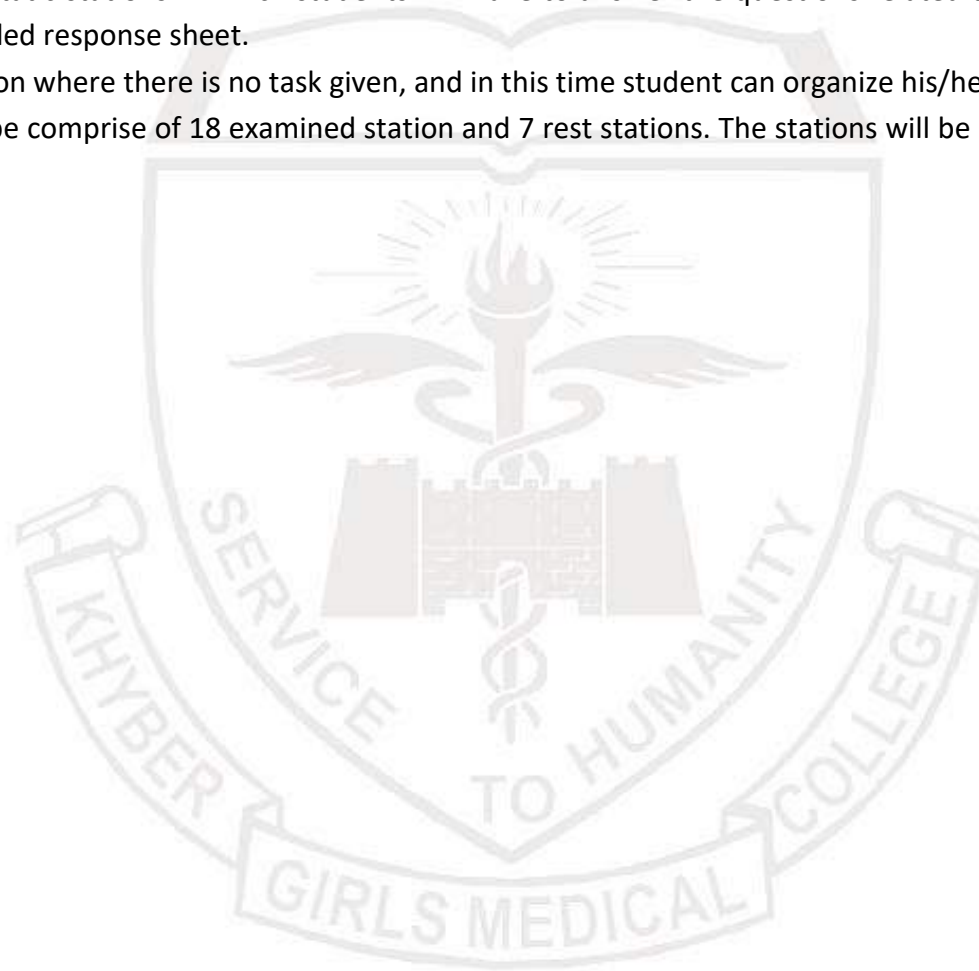 led response sheet.
on where there is no task given, and in this time student can organize his/he
be comprise of 18 examined station and 7 rest stations. The stations will be
SERVICE TO HUMANITY
KHYBER GIRLS MEDICAL COLLEGE